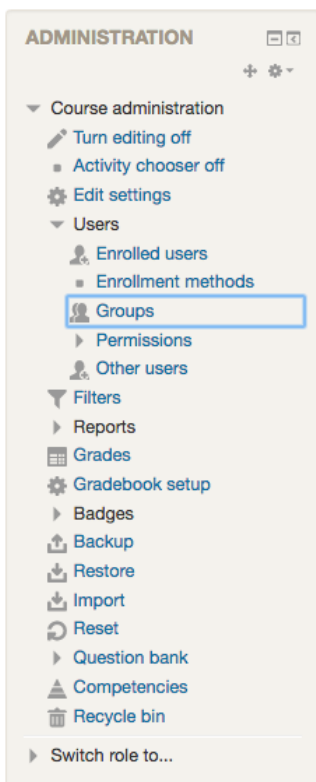 ADMINISTRATION
Course administration
Turn editing off
Activity chooser off
Edit settings
Users
Enrolled users
Enrollment methods
Groups
Permissions
Other users
Filters
Reports
Grades
Gradebook setup
Badges
Backup
Restore
Import
Reset
Question bank
Competencies
Recycle bin
Switch role to...